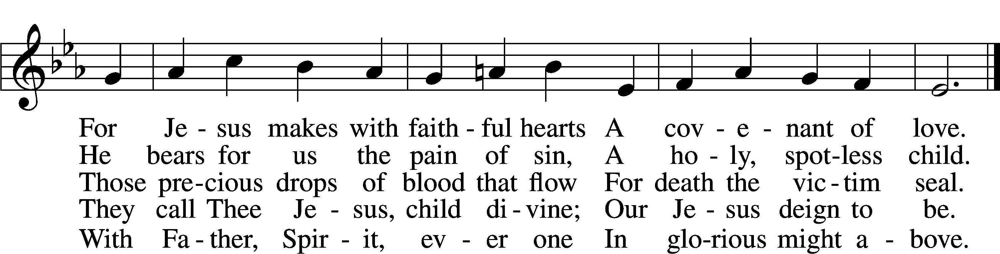 For Je - sus makes with faith - ful hearts A cov - e - nant of love.
He bears for us the pain of sin, A ho - ly, spot-less child.
Those pre-cious drops of blood that flow For death the vic - tim seal.
They call Thee Je - sus, child di - vine; Our Je - sus deign to be.
With Fa - ther, Spir - it, ev - er one In glo-rious might a - bove.